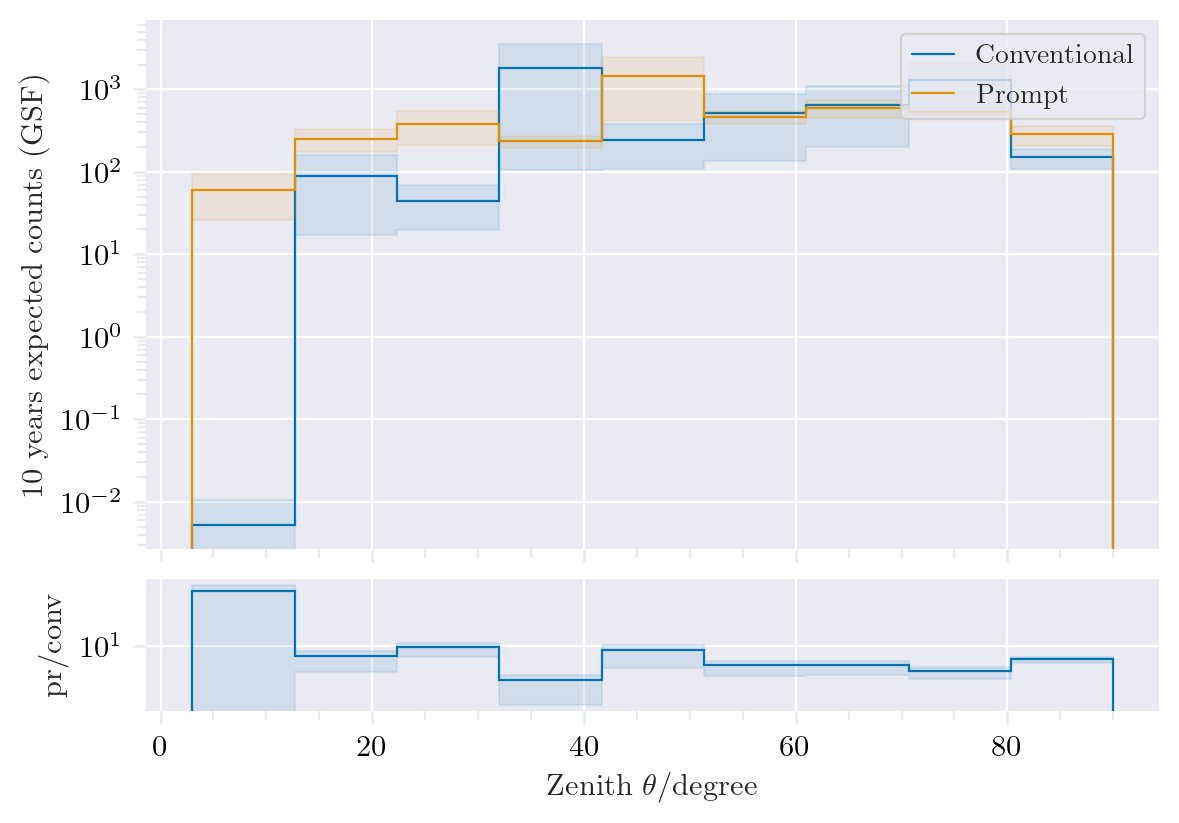 10 years expected counts (GSF)
10³
10²
10¹
10⁰
10⁻¹
10⁻²
Conventional
Prompt
pr/conv
10¹
0 20 40 60 80
Zenith θ/degree